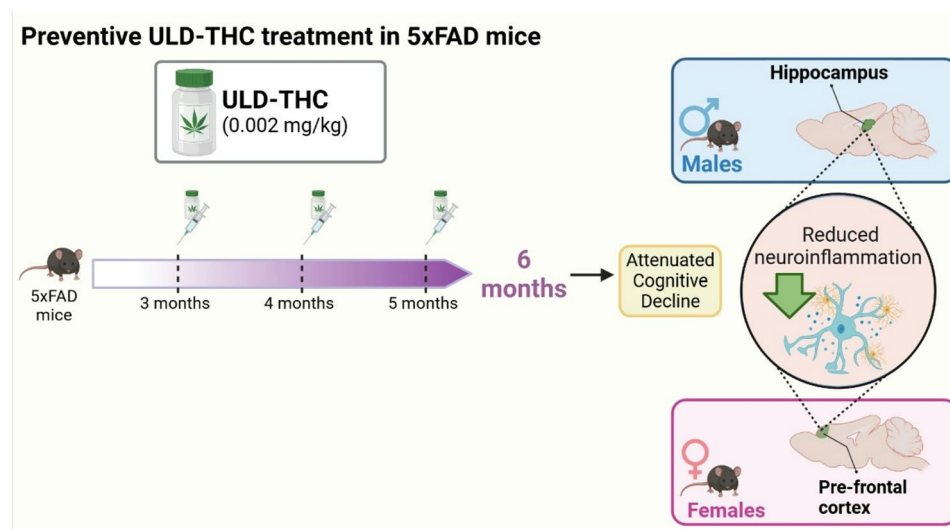 Preventive ULD-THC treatment in 5xFAD mice
ULD-THC
(0.002 mg/kg)
5xFAD
mice
3 months
4 months
5 months
6
months
Attenuated
Cognitive
Decline
Hippocampus
Males
Reduced
neuroinflammation
Pre-frontal
cortex
Females